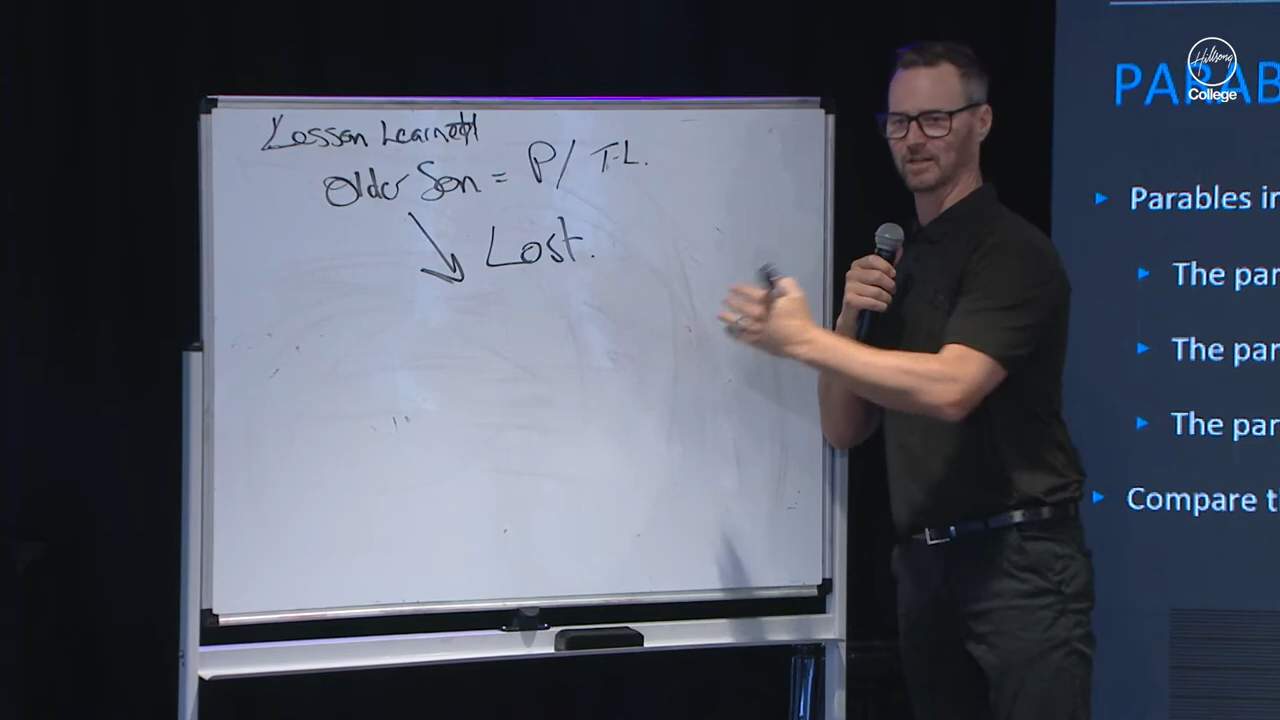 Lesson Learned
Older Son = P/ T.L.
Lost.
Hillsong
College
PARAB
Parables in
The par
The par
The par
Compare t